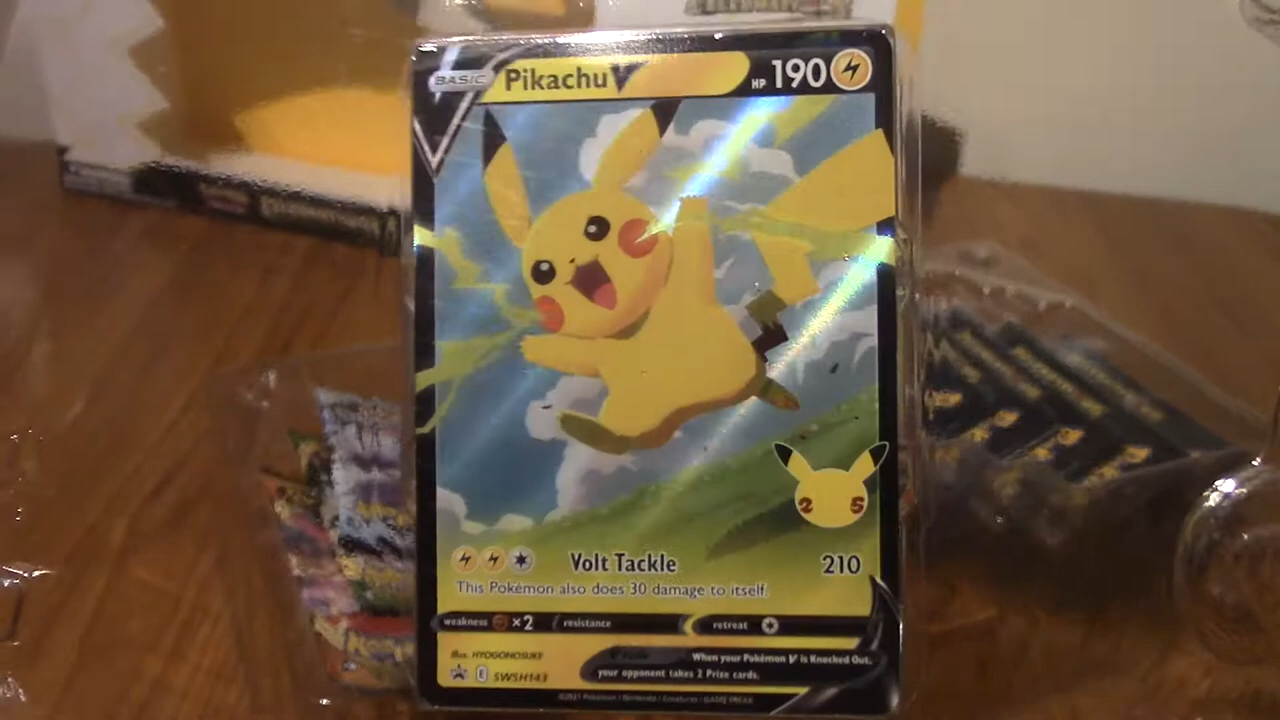 BASIC Pikachu V HP 190
2 5
Volt Tackle 210
This Pokémon also does 30 damage to itself.
weakness ×2 resistance retreat
Illus. HYOGONOSUKE
When your Pokémon V is Knocked Out,
your opponent takes 2 Prize cards.
E SWSH143
©2021 Pokémon / Nintendo / Creatures / GAME FREAK